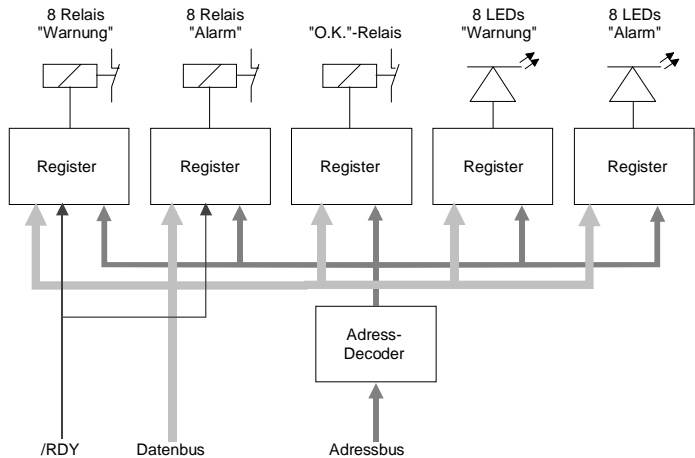 8 Relais
"Warnung"
8 Relais
"Alarm"
"O.K."-Relais
8 LEDs
"Warnung"
8 LEDs
"Alarm"
Register
Register
Register
Register
Register
Adress-
Decoder
/RDY
Datenbus
Adressbus